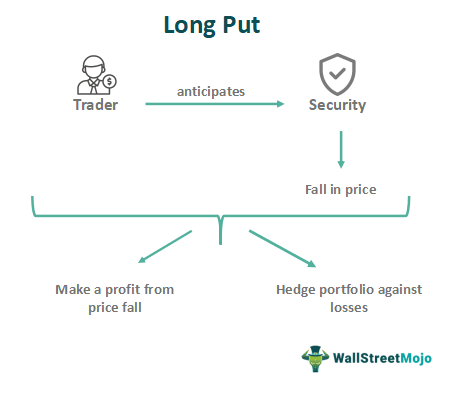 Long Put
anticipates
Trader
Security
Fall in price
Make a profit from
price fall
Hedge portfolio against
losses
WallStreetMojo